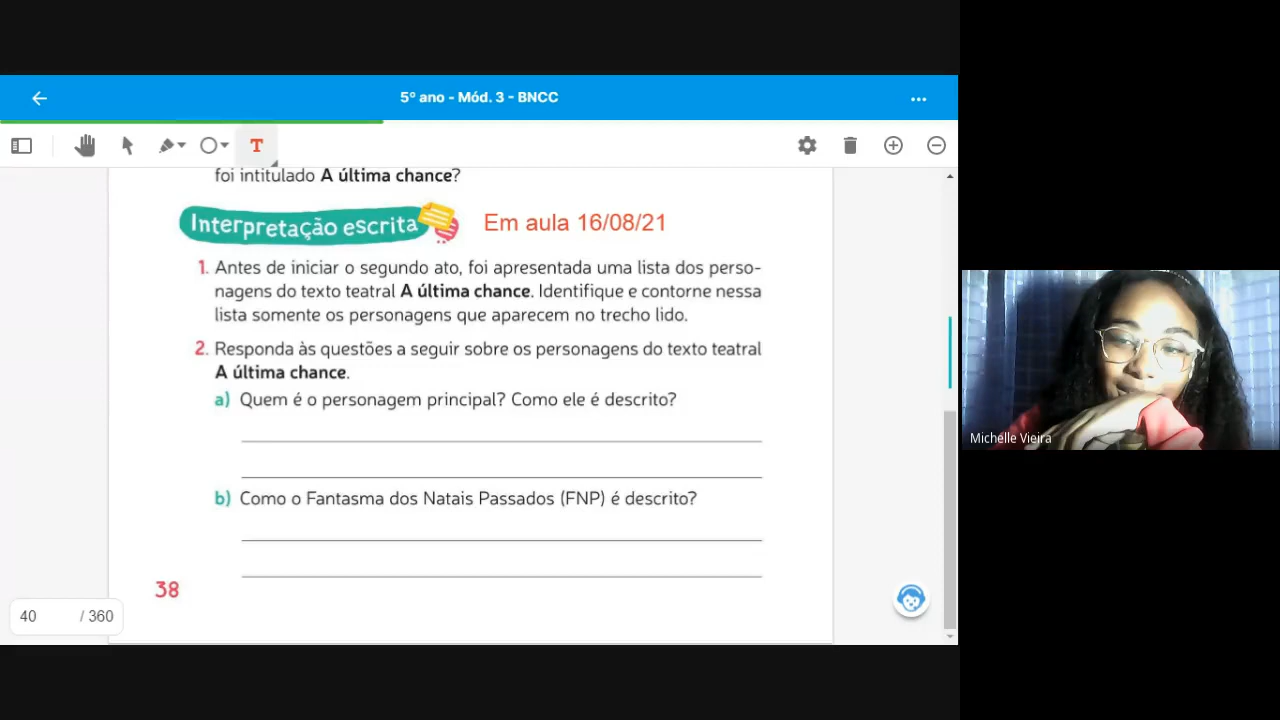 5º ano - Mód. 3 - BNCC
T
foi intitulado A última chance?
Interpretação escrita
Em aula 16/08/21
1. Antes de iniciar o segundo ato, foi apresentada uma lista dos perso-
nagens do texto teatral A última chance. Identifique e contorne nessa
lista somente os personagens que aparecem no trecho lido.
2. Responda às questões a seguir sobre os personagens do texto teatral
A última chance.
a) Quem é o personagem principal? Como ele é descrito?
b) Como o Fantasma dos Natais Passados (FNP) é descrito?
38
40 / 360
Michelle Vieira